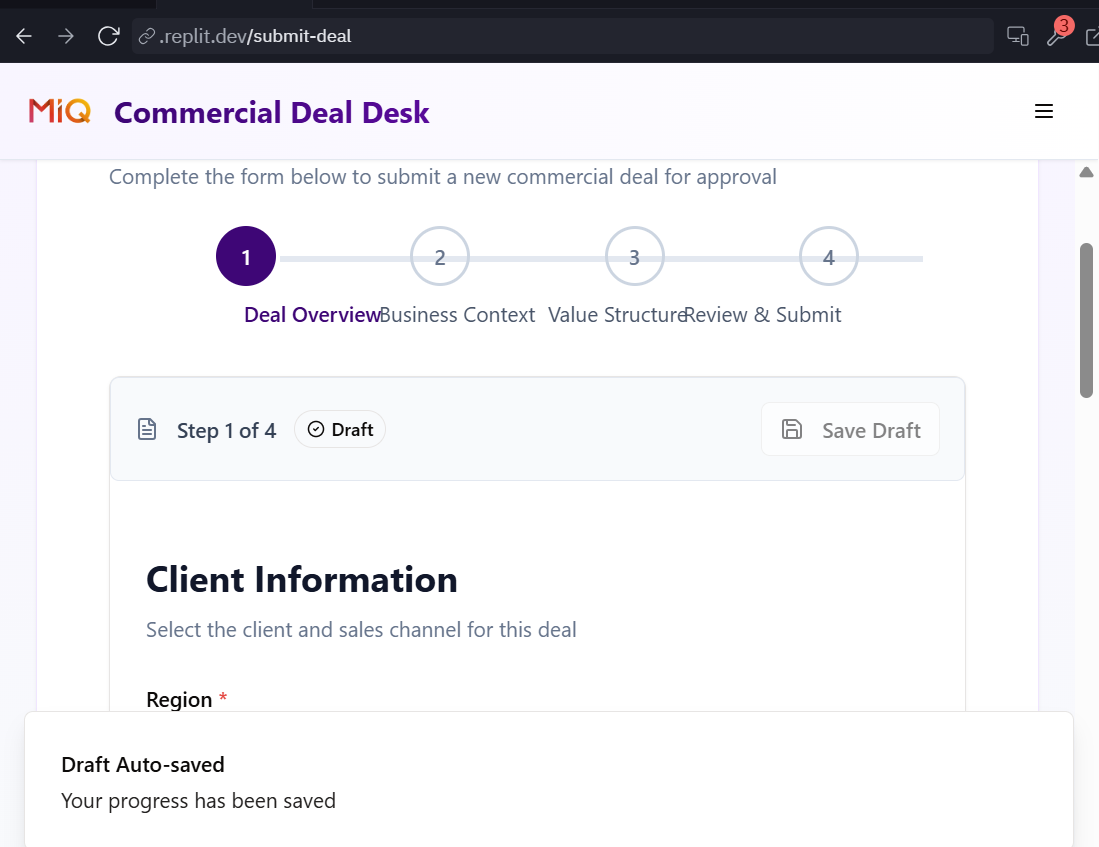 .replit.dev/submit-deal
3
MiQ Commercial Deal Desk
Complete the form below to submit a new commercial deal for approval
1 2 3 4
Deal Overview Business Context Value Structure Review & Submit
Step 1 of 4 Draft Save Draft
Client Information
Select the client and sales channel for this deal
Region *
Draft Auto-saved
Your progress has been saved